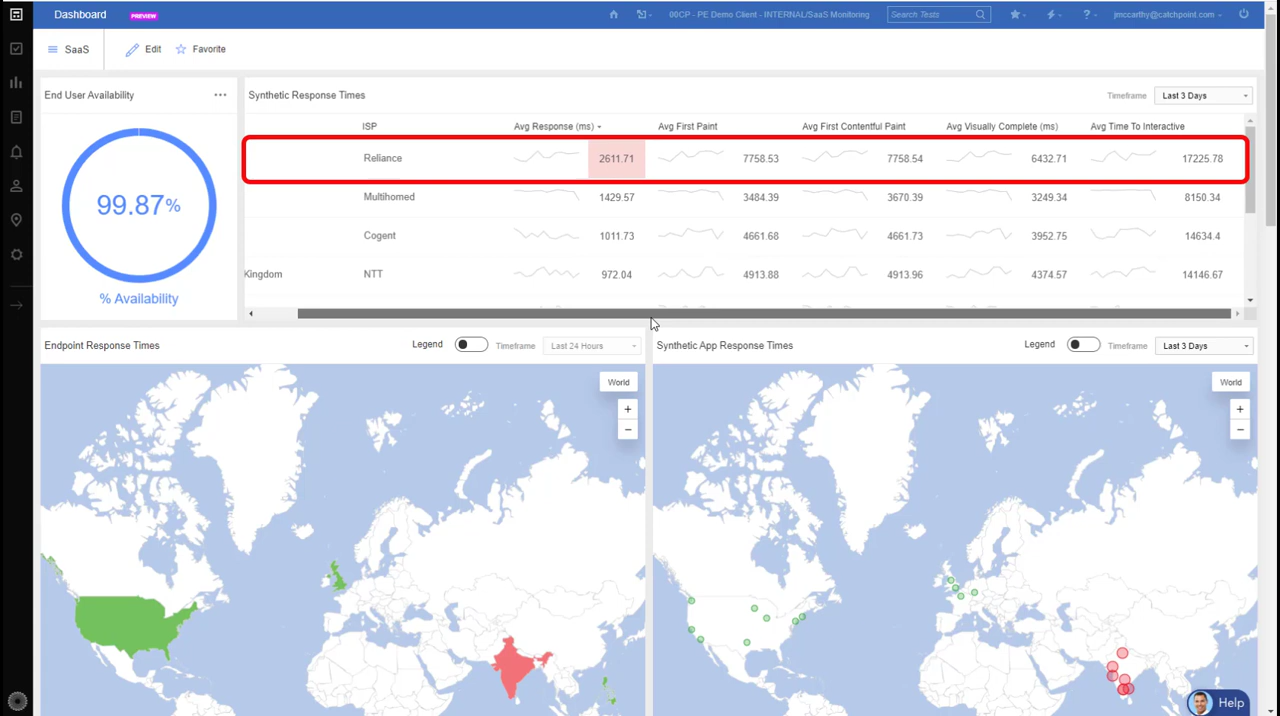 Dashboard PREVIEW 00CP - PE Demo Client - INTERNAL/SaaS Monitoring Search Tests ? jmccarthy@catchpoint.com
SaaS Edit Favorite
End User Availability ...
99.87%
% Availability
Synthetic Response Times Timeframe Last 3 Days
ISP Avg Response (ms) Avg First Paint Avg First Contentful Paint Avg Visually Complete (ms) Avg Time To Interactive
Reliance 2611.71 7758.53 7758.54 6432.71 17225.78
Multihomed 1429.57 3484.39 3670.39 3249.34 8150.34
Cogent 1011.73 4661.68 4661.73 3952.75 14634.4
Kingdom NTT 972.04 4913.88 4913.96 4374.57 14146.67
Endpoint Response Times Legend Timeframe Last 24 Hours
World
+
−
Synthetic App Response Times Legend Timeframe Last 3 Days
World
+
−
Help